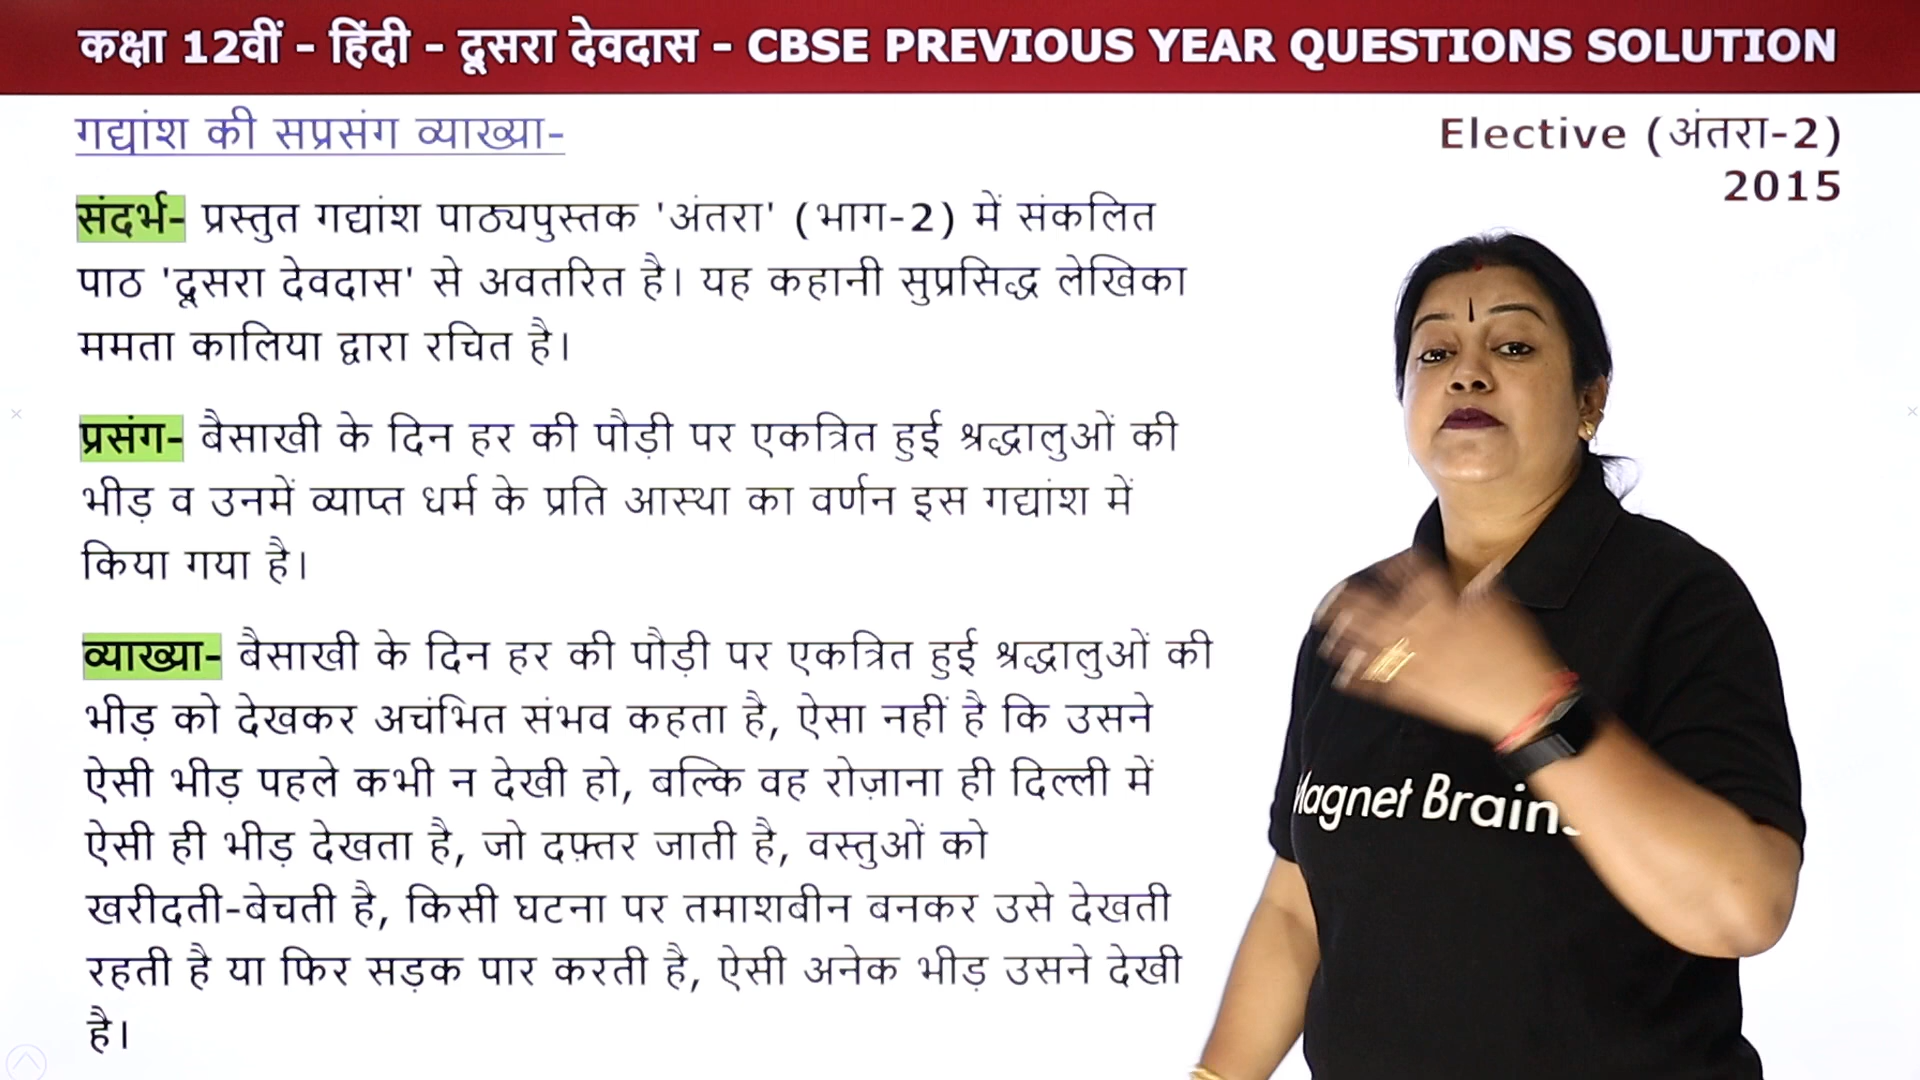 कक्षा 12वीं - हिंदी - दूसरा देवदास - CBSE PREVIOUS YEAR QUESTIONS SOLUTION
गद्यांश की सप्रसंग व्याख्या-
Elective (अंतरा-2)
2015
संदर्भ- प्रस्तुत गद्यांश पाठ्यपुस्तक 'अंतरा' (भाग-2) में संकलित
पाठ 'दूसरा देवदास' से अवतरित है। यह कहानी सुप्रसिद्ध लेखिका
ममता कालिया द्वारा रचित है।
प्रसंग- बैसाखी के दिन हर की पौड़ी पर एकत्रित हुई श्रद्धालुओं की
भीड़ व उनमें व्याप्त धर्म के प्रति आस्था का वर्णन इस गद्यांश में
किया गया है।
व्याख्या- बैसाखी के दिन हर की पौड़ी पर एकत्रित हुई श्रद्धालुओं की
भीड़ को देखकर अचंभित संभव कहता है, ऐसा नहीं है कि उसने
ऐसी भीड़ पहले कभी न देखी हो, बल्कि वह रोज़ाना ही दिल्ली में
ऐसी ही भीड़ देखता है, जो दफ़्तर जाती है, वस्तुओं को
खरीदती-बेचती है, किसी घटना पर तमाशबीन बनकर उसे देखती
रहती है या फिर सड़क पार करती है, ऐसी अनेक भीड़ उसने देखी
है।
Magnet Brains